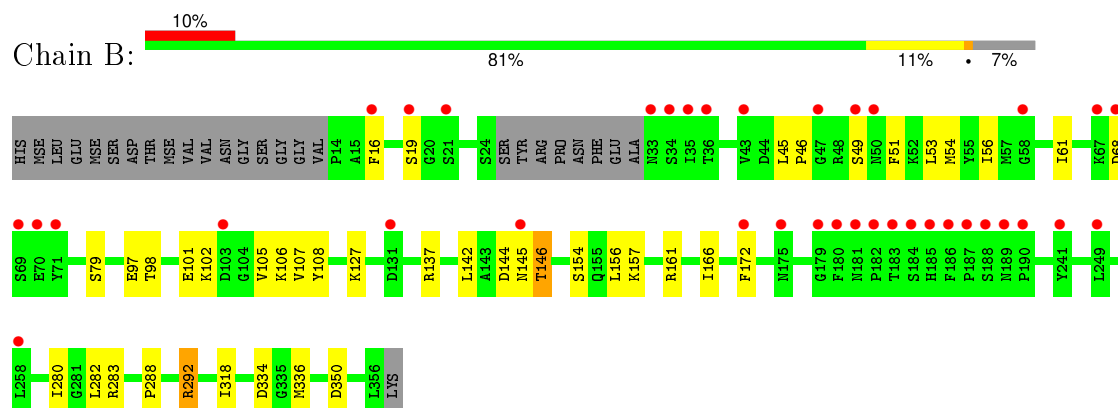 10%
Chain B:
81% 11% • 7%
HIS MSE LEU GLU MSE SER ASP THR MSE VAL VAL ASN GLY SER GLY GLY VAL P14 A15 F16 S19 G20 S21 S24 SER TYR ARG PRO ASN PHE GLU ALA N33 S34 I35 T36 V43 D44 L45 P46 G47 R48 S49 N50 F51 K52 L53 M54 Y55 I56 M57 G58 I61 K67 D68
S69 E70 Y71 S79 E97 T98 E101 K102 D103 G104 V105 K106 V107 Y108 K127 D131 R137 L142 A143 D144 N145 T146 S154 Q155 L156 K157 R161 I166 F172 N175 G179 F180 N181 P182 T183 S184 H185 F186 P187 S188 N189 P190 Y241 L249
L258 I280 G281 L282 R283 P288 R292 I318 D334 G335 M336 D350 L356 LYS